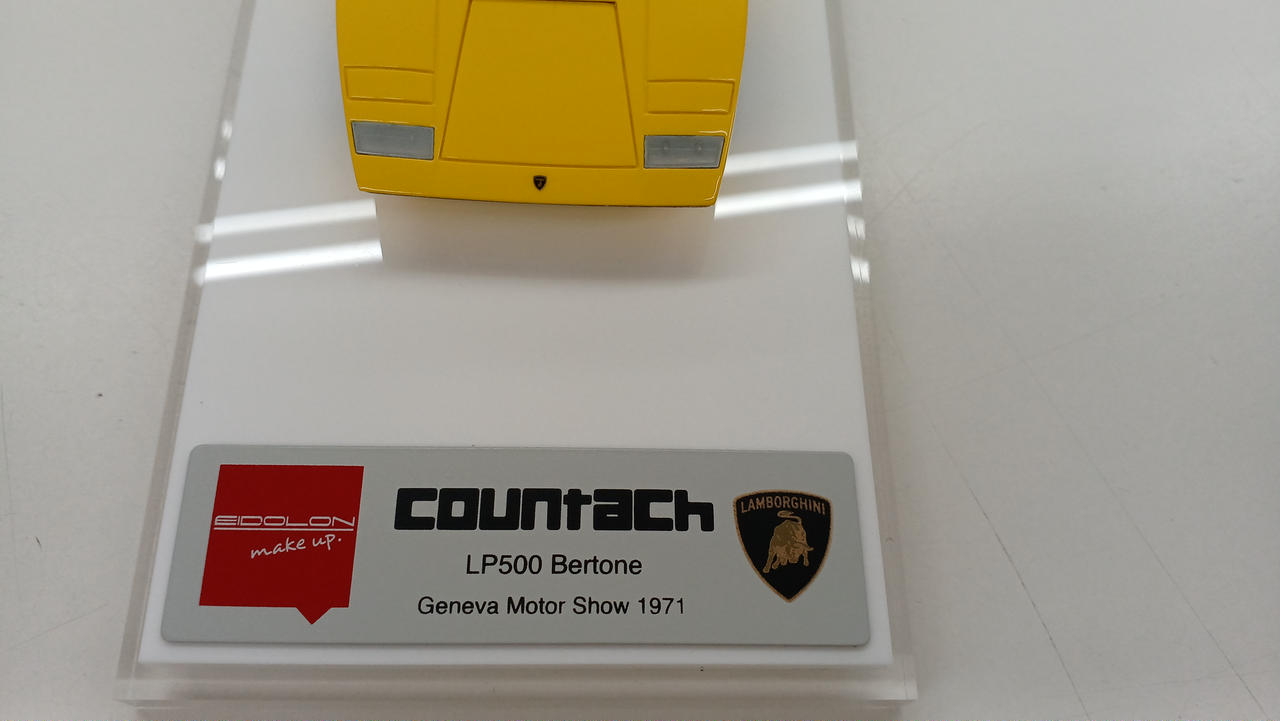 EIDOLON
make up.
COUNTACH
LP500 Bertone
Geneva Motor Show 1971
LAMBORGHINI